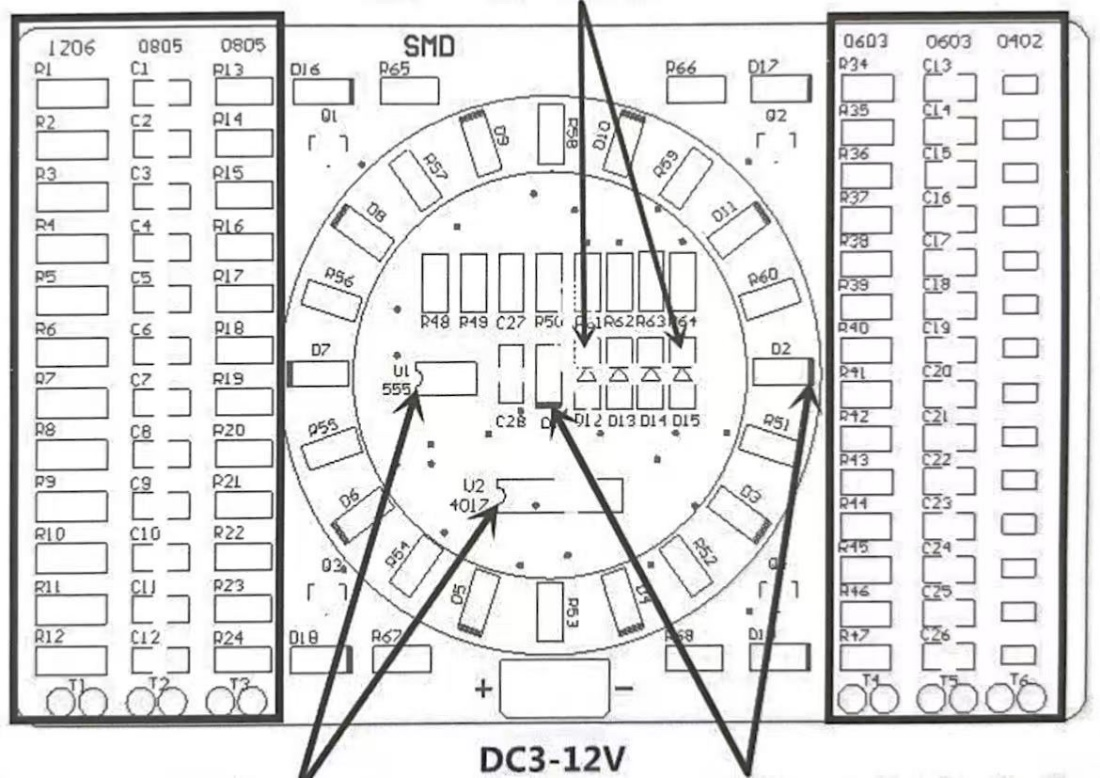 1206 0805 0805
SMD
0603 0603 0402
R1 C1 R13
R2 C2 R14
R3 C3 R15
R4 C4 R16
R5 C5 R17
R6 C6 R18
R7 C7 R19
R8 C8 R20
R9 C9 R21
R10 C10 R22
R11 C11 R23
R12 C12 R24
T1 T2 T3
D16 R65 R66 D17
Q1 Q2
D9 R58 D10
R57 R59
D8 D11
R56 R60
R48 R49 C27 R50 R61 R62 R63 R64
D7 D2
U1
555
C28 D12 D13 D14 D15
R55 R51
U2
4017
D6 D3
R54 R52
Q3
D5 R53 D4
D18 R67 R68
+ −
DC3-12V
R34 C13
R35 C14
R36 C15
R37 C16
R38 C17
R39 C18
R40 C19
R41 C20
R42 C21
R43 C22
R44 C23
R45 C24
R46 C25
R47 C26
T4 T5 T6